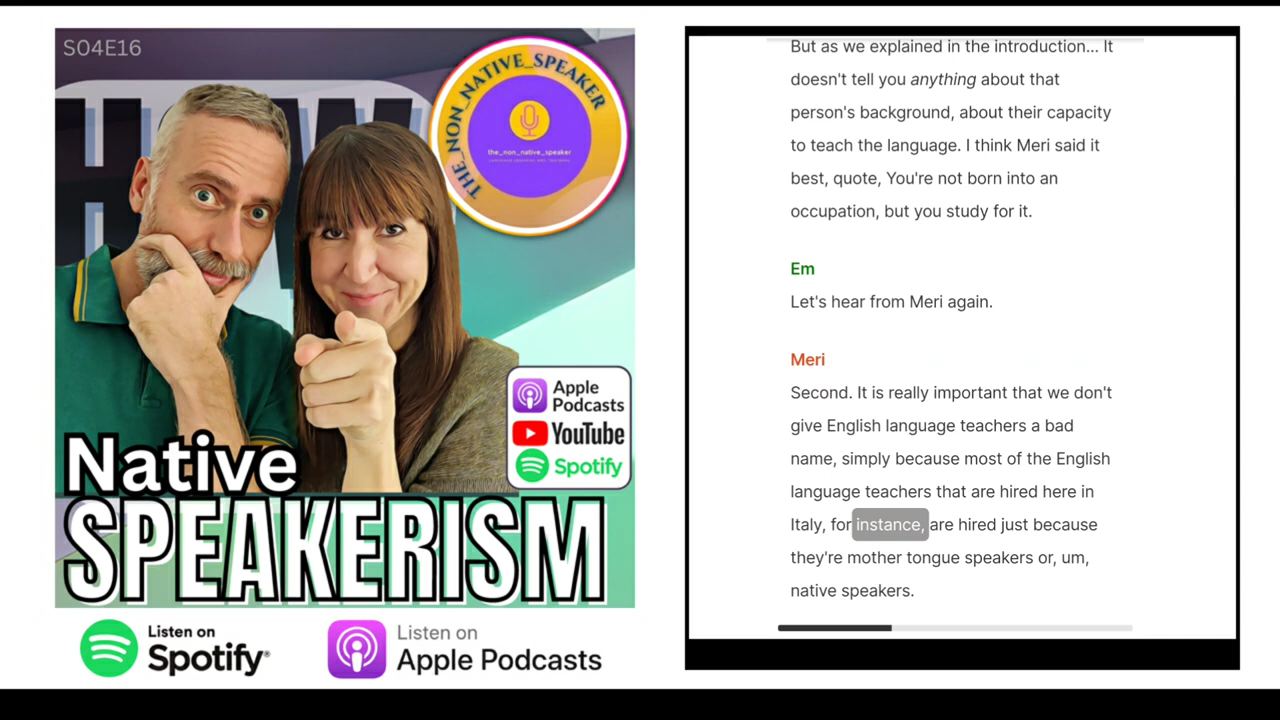 S04E16
THE_NON_NATIVE_SPEAKER
the_non_native_speaker
Apple
Podcasts
YouTube
Spotify
Native
SPEAKERISM
Listen on
Spotify®
Listen on
Apple Podcasts
But as we explained in the introduction... It
doesn't tell you anything about that
person's background, about their capacity
to teach the language. I think Meri said it
best, quote, You're not born into an
occupation, but you study for it.
Em
Let's hear from Meri again.
Meri
Second. It is really important that we don't
give English language teachers a bad
name, simply because most of the English
language teachers that are hired here in
Italy, for instance, are hired just because
they're mother tongue speakers or, um,
native speakers.